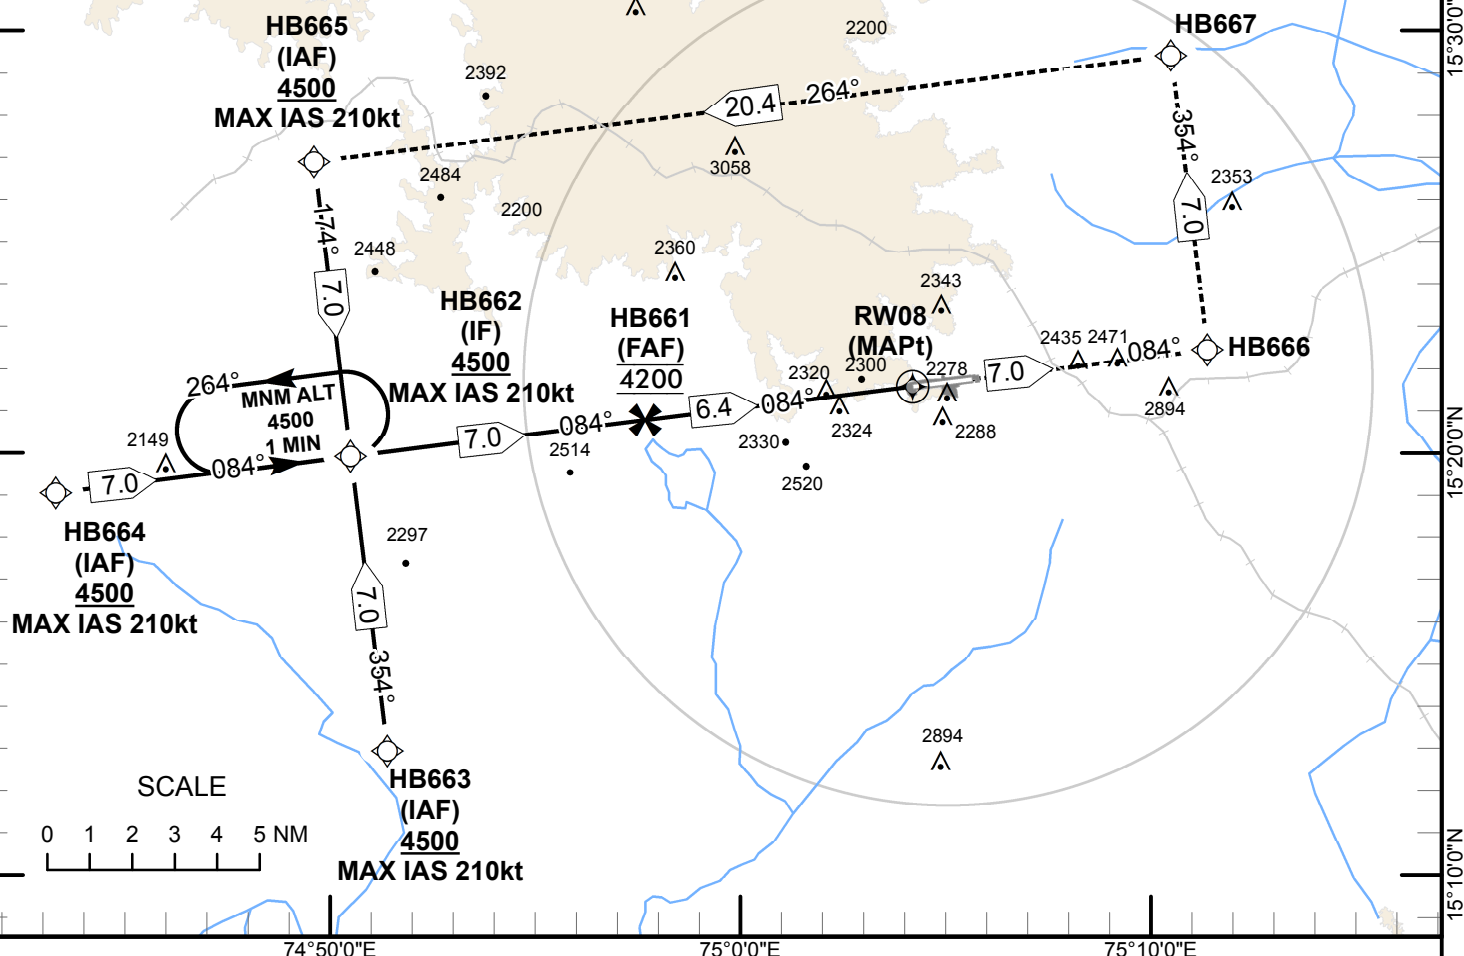 HB665
(IAF)
4500
MAX IAS 210kt
2200
HB667
15°30'0"
2392
20.4
264°
3058
354°
7.0
2353
2484
2200
174°
7.0
2448
2360
2343
HB662
(IF)
4500
MAX IAS 210kt
HB661
(FAF)
4200
RW08
(MAPt)
2435
2471
084°
HB666
7.0
2320
2300
2278
2894
264°
MNM ALT
4500
1 MIN
084°
2149
7.0
7.0
084°
2514
6.4
084°
2324
2288
2330
2520
15°20'0"N
HB664
(IAF)
4500
MAX IAS 210kt
2297
7.0
354°
2894
HB663
(IAF)
4500
MAX IAS 210kt
SCALE
0 1 2 3 4 5 NM
15°10'0"N
74°50'0"E
75°0'0"E
75°10'0"E